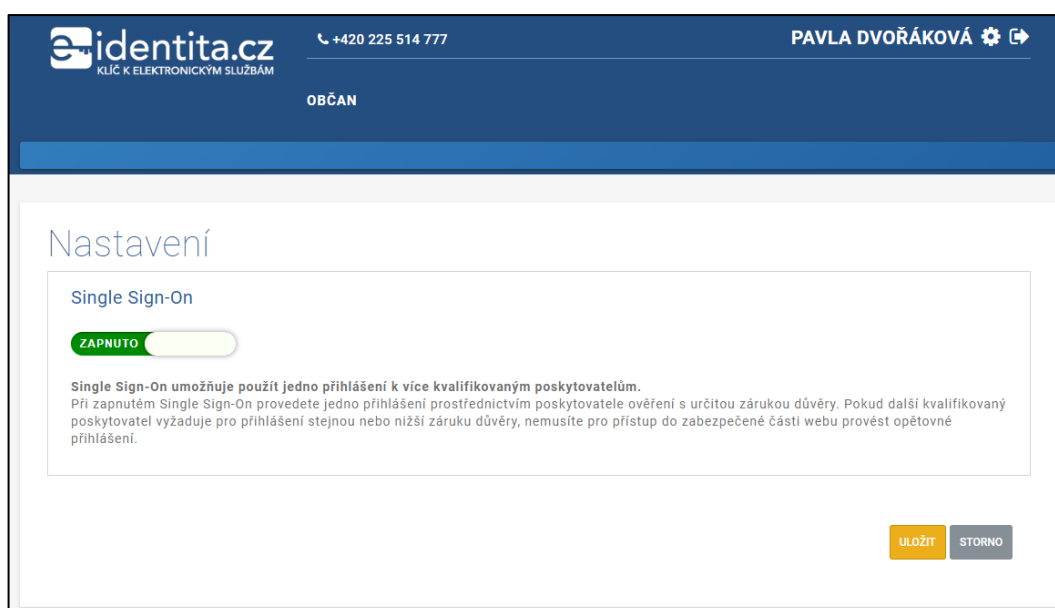 e-identita.cz
KLÍČ K ELEKTRONICKÝM SLUŽBÁM
+420 225 514 777
PAVLA DVOŘÁKOVÁ
OBČAN
Nastavení
Single Sign-On
ZAPNUTO
Single Sign-On umožňuje použít jedno přihlášení k více kvalifikovaným poskytovatelům.
Při zapnutém Single Sign-On provedete jedno přihlášení prostřednictvím poskytovatele ověření s určitou zárukou důvěry. Pokud další kvalifikovaný
poskytovatel vyžaduje pro přihlášení stejnou nebo nižší záruku důvěry, nemusíte pro přístup do zabezpečené části webu provést opětovné
přihlášení.
ULOŽIT
STORNO